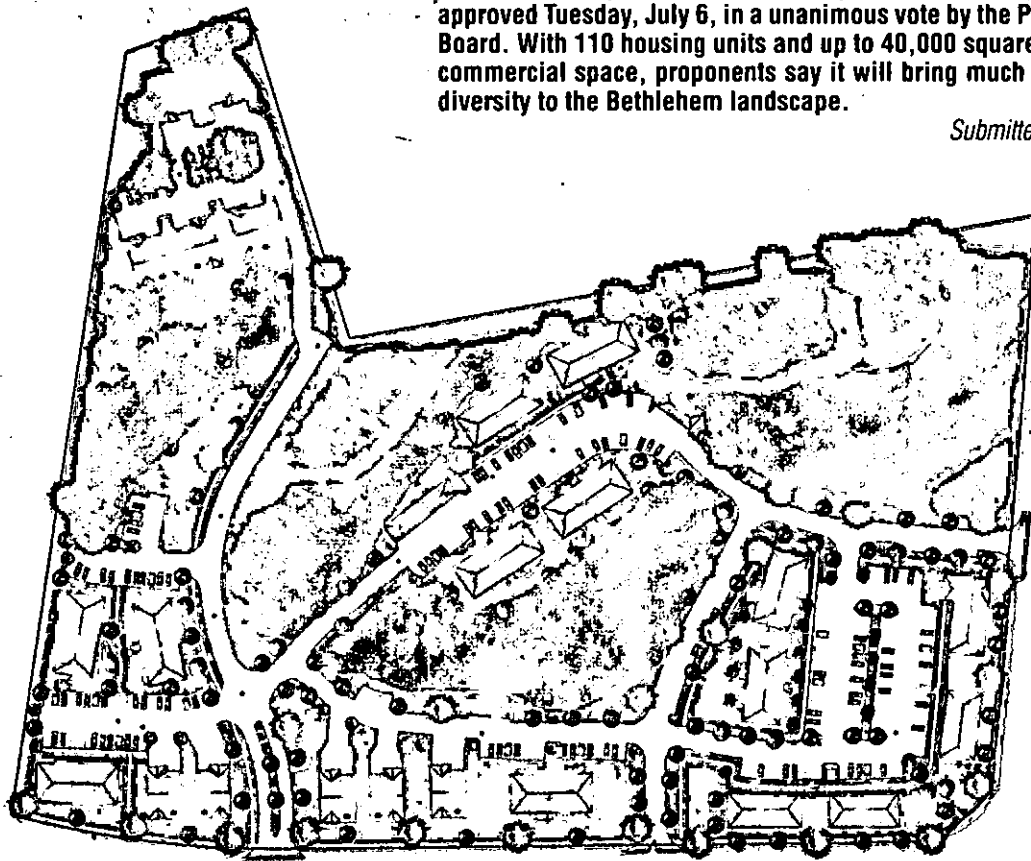 approved Tuesday, July 6, in a unanimous vote by the P
Board. With 110 housing units and up to 40,000 square
commercial space, proponents say it will bring much
diversity to the Bethlehem landscape.
Submitte